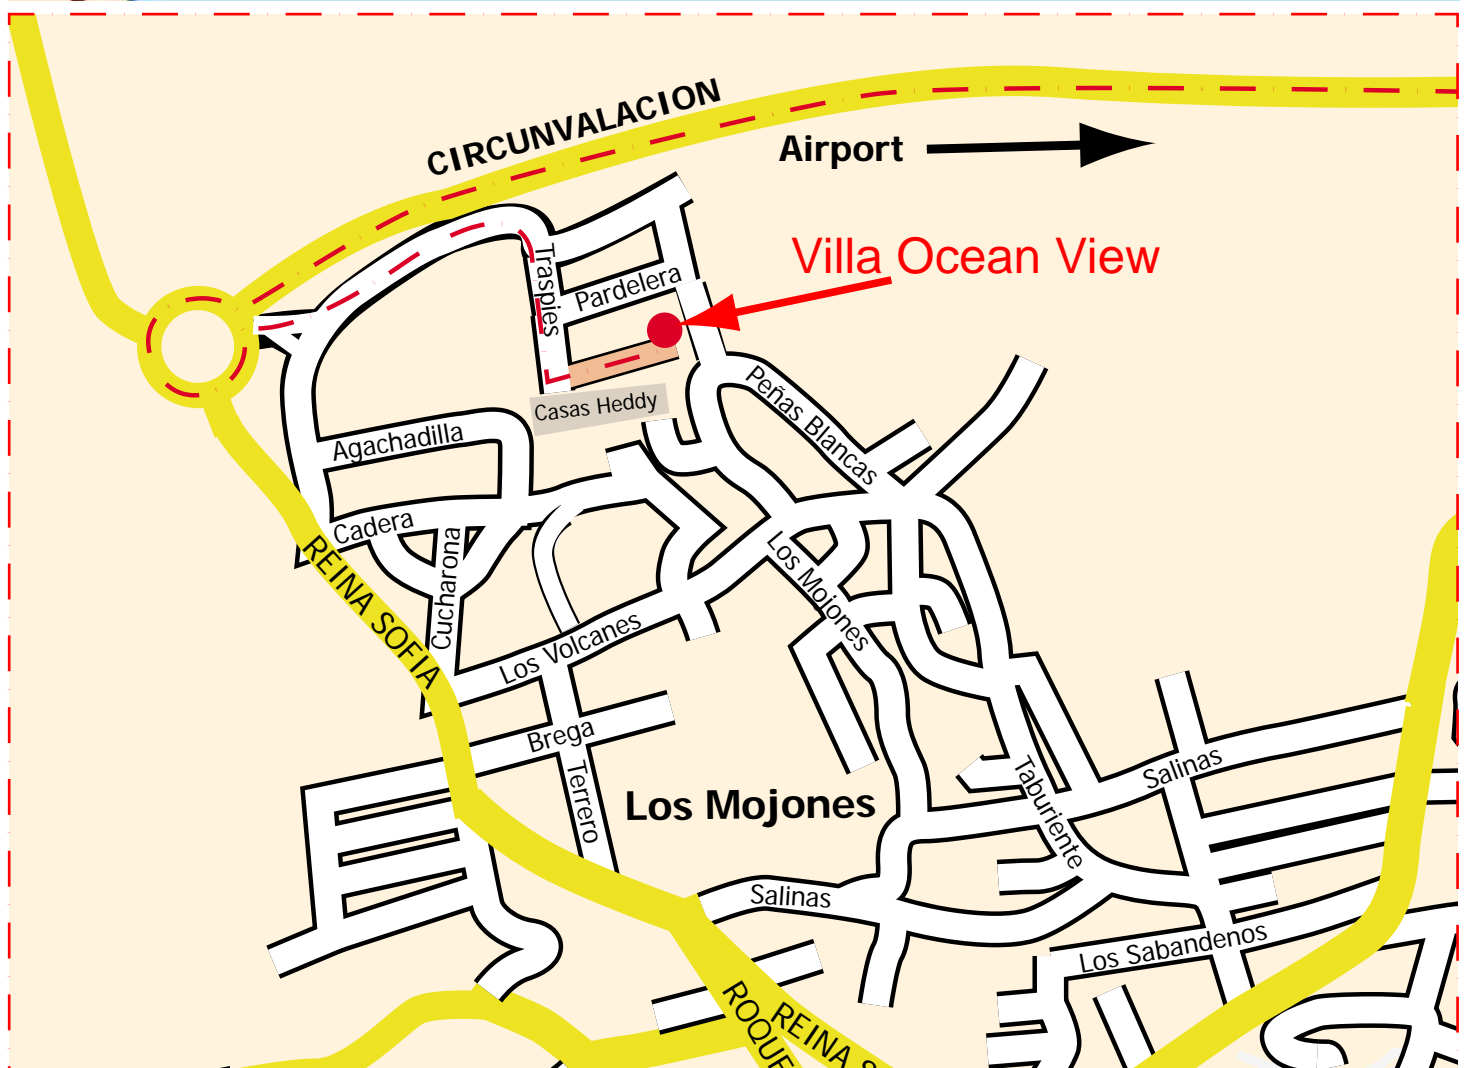 CIRCUNVALACION
Airport
Villa Ocean View
Traspies
Pardelera
Casas Heddy
Peñas Blancas
Agachadilla
Cadera
Cucharona
REINA SOFIA
Los Mojones
Los Volcanes
Brega
Terrero
Los Mojones
Taburiente
Salinas
Salinas
Los Sabandenos
ROQUE
REINA S